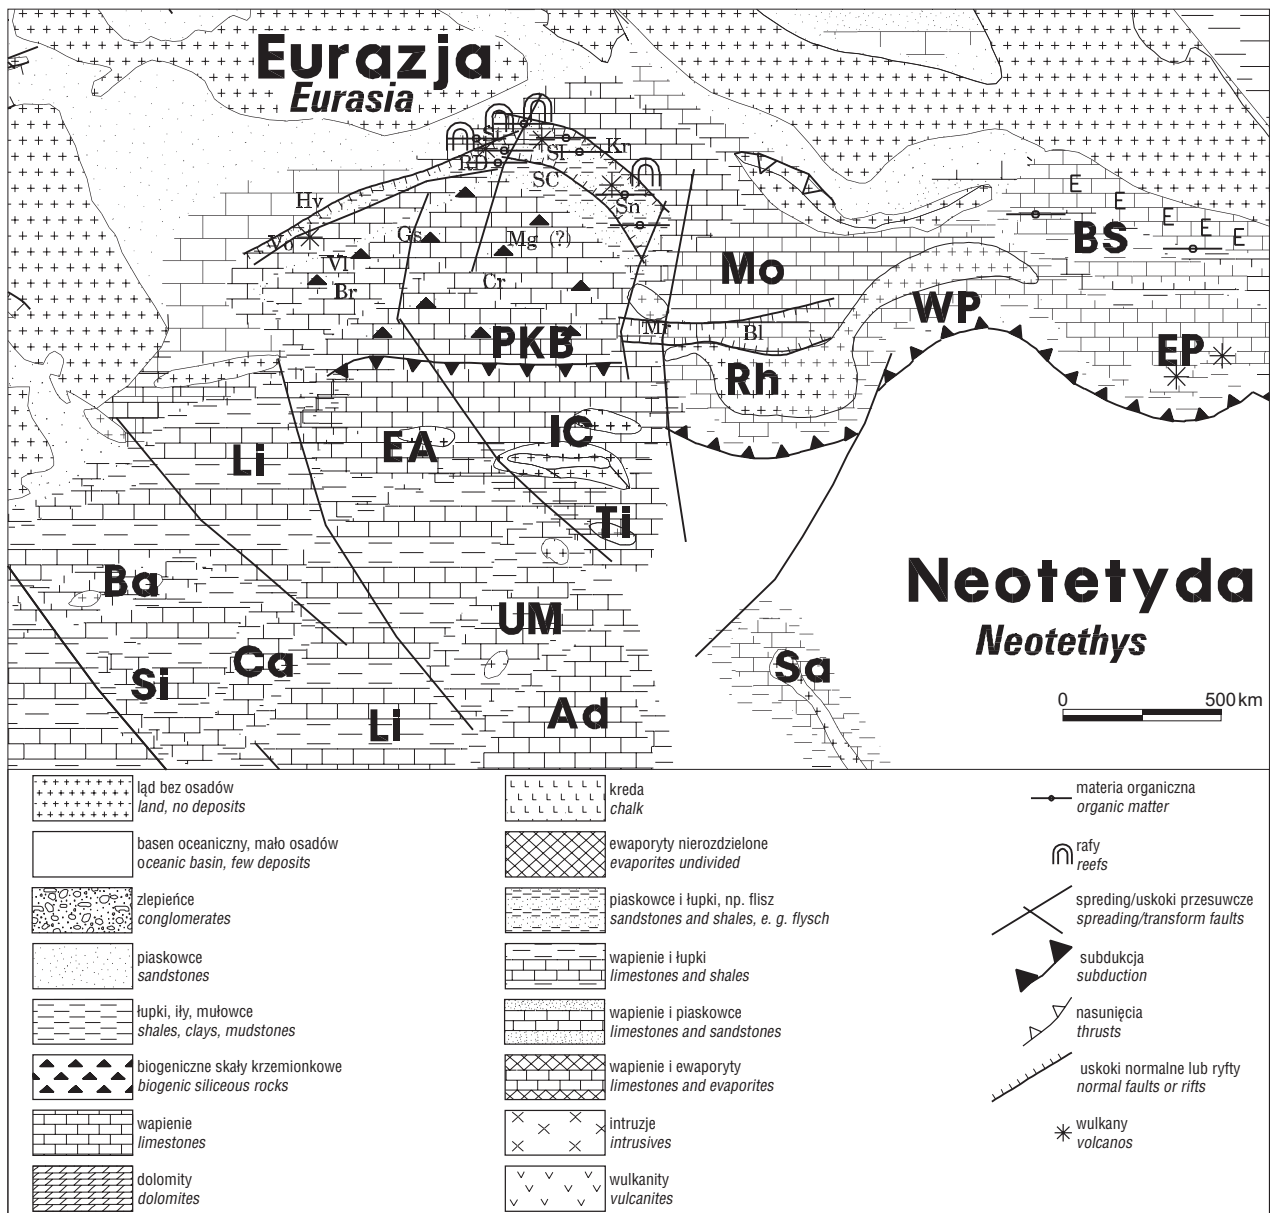 Eurazja
Eurasia
RD
SC
Kr
Hv
Sn
Vo
Gs
Mg (?)
Vl
Br
Cr
Mo
BS
E
E
E
E
E
WP
EP
PKB
Mr
Bl
Rh
Li
EA
IC
Ti
Ba
UM
Ca
Si
Li
Ad
Sa
Neotetyda
Neotethys
0 500 km
ląd bez osadów
land, no deposits
basen oceaniczny, mało osadów
oceanic basin, few deposits
zlepieńce
conglomerates
piaskowce
sandstones
łupki, iły, mułowce
shales, clays, mudstones
biogeniczne skały krzemionkowe
biogenic siliceous rocks
wapienie
limestones
dolomity
dolomites
kreda
chalk
ewaporyty nierozdzielone
evaporites undivided
piaskowce i łupki, np. flisz
sandstones and shales, e. g. flysch
wapienie i łupki
limestones and shales
wapienie i piaskowce
limestones and sandstones
wapienie i ewaporyty
limestones and evaporites
intruzje
intrusives
wulkanity
vulcanites
materia organiczna
organic matter
rafy
reefs
spreding/uskoki przesuwcze
spreading/transform faults
subdukcja
subduction
nasunięcia
thrusts
uskoki normalne lub ryfty
normal faults or rifts
wulkany
volcanos